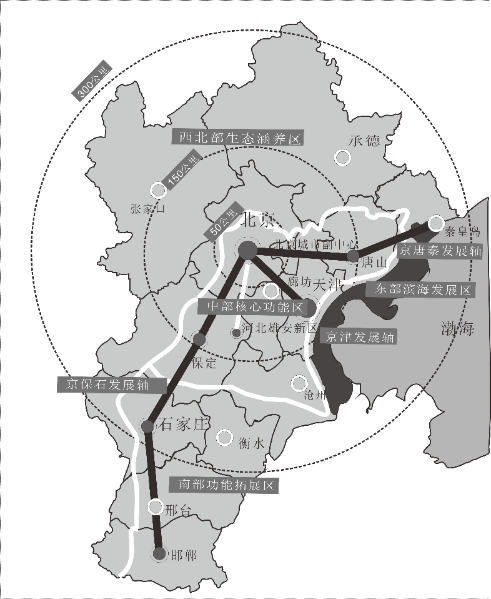 300公里
西北部生态涵养区
承德
150公里
张家口
50公里
北京
秦皇岛
北京城市副中心
京唐秦发展轴
唐山
廊坊
天津
东部滨海发展区
中部核心功能区
河北雄安新区
京津发展轴
渤海
保定
京保石发展轴
沧州
石家庄
衡水
南部功能拓展区
邢台
邯郸